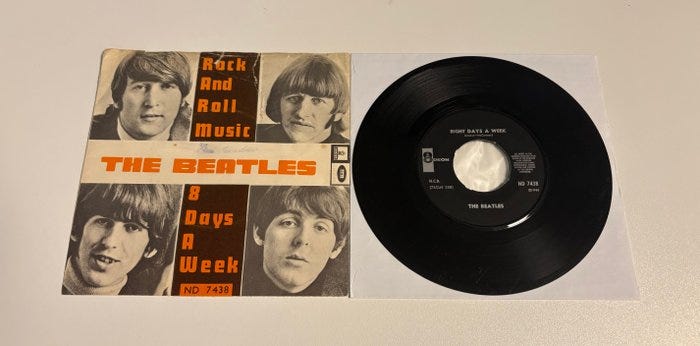 Rock
And
Roll
Music
THE BEATLES
8
Days
A
Week
ND 7438
EIGHT DAYS A WEEK
ODEON
N.C.B.
ND 7438
THE BEATLES